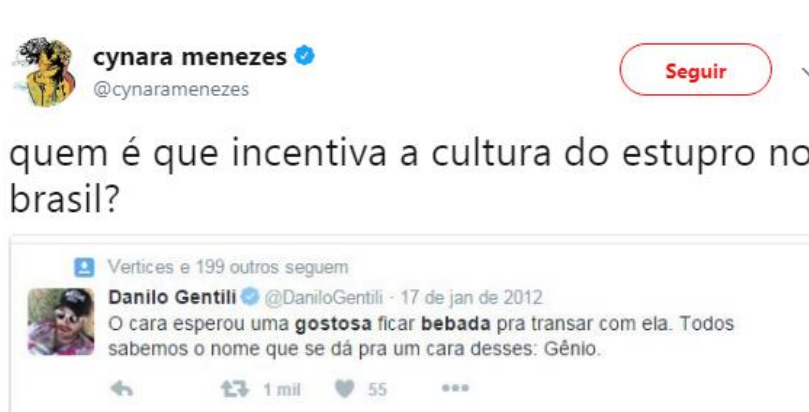 cynara menezes
@cynaramenezes
Seguir
quem é que incentiva a cultura do estupro no
brasil?
Vertices e 199 outros seguem
Danilo Gentili @DaniloGentili · 17 de jan de 2012
O cara esperou uma gostosa ficar bebada pra transar com ela. Todos
sabemos o nome que se dá pra um cara desses: Gênio.
1 mil 55